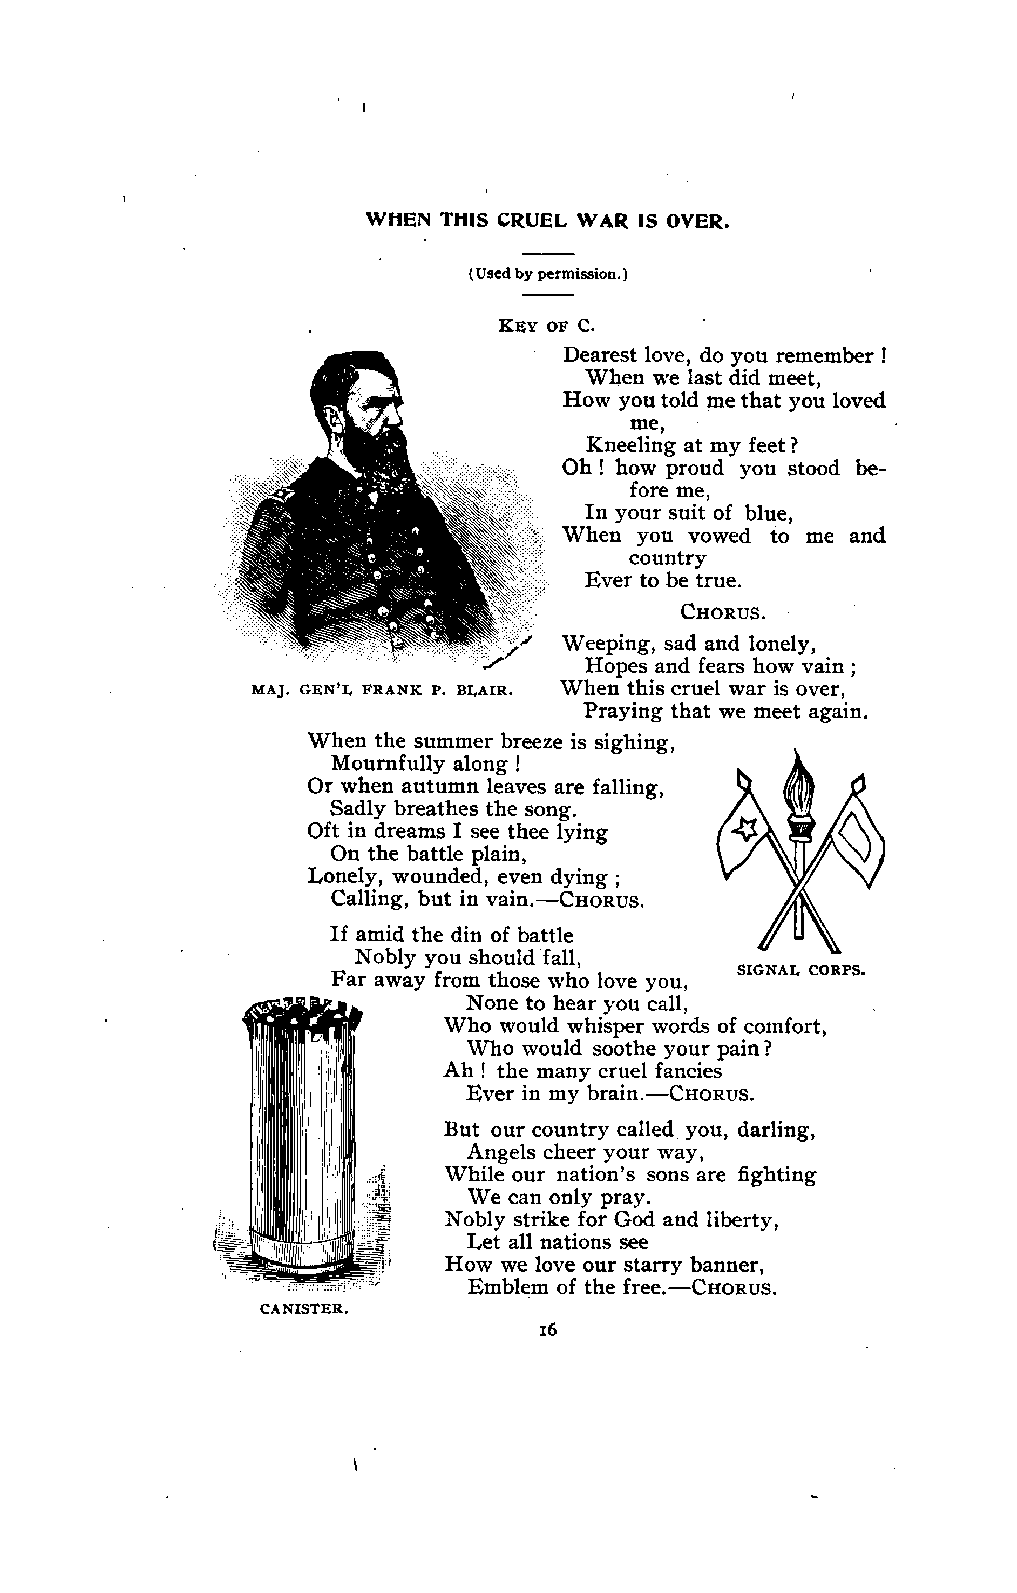 WHEN THIS CRUEL WAR IS OVER.
(Used by permission.)
KEY OF C.
Dearest love, do you remember !
When we last did meet,
How you told me that you loved
me,
Kneeling at my feet ?
Oh ! how proud you stood be-
fore me,
In your suit of blue,
When you vowed to me and
country
Ever to be true.
CHORUS.
Weeping, sad and lonely,
Hopes and fears how vain ;
When this cruel war is over,
Praying that we meet again.
MAJ. GEN'L FRANK P. BLAIR.
When the summer breeze is sighing,
Mournfully along !
Or when autumn leaves are falling,
Sadly breathes the song.
Oft in dreams I see thee lying
On the battle plain,
Lonely, wounded, even dying ;
Calling, but in vain.—CHORUS.
SIGNAL CORPS.
If amid the din of battle
Nobly you should fall,
Far away from those who love you,
None to hear you call,
Who would whisper words of comfort,
Who would soothe your pain ?
Ah ! the many cruel fancies
Ever in my brain.—CHORUS.
But our country called you, darling,
Angels cheer your way,
While our nation's sons are fighting
We can only pray.
Nobly strike for God and liberty,
Let all nations see
How we love our starry banner,
Emblem of the free.—CHORUS.
CANISTER.
16